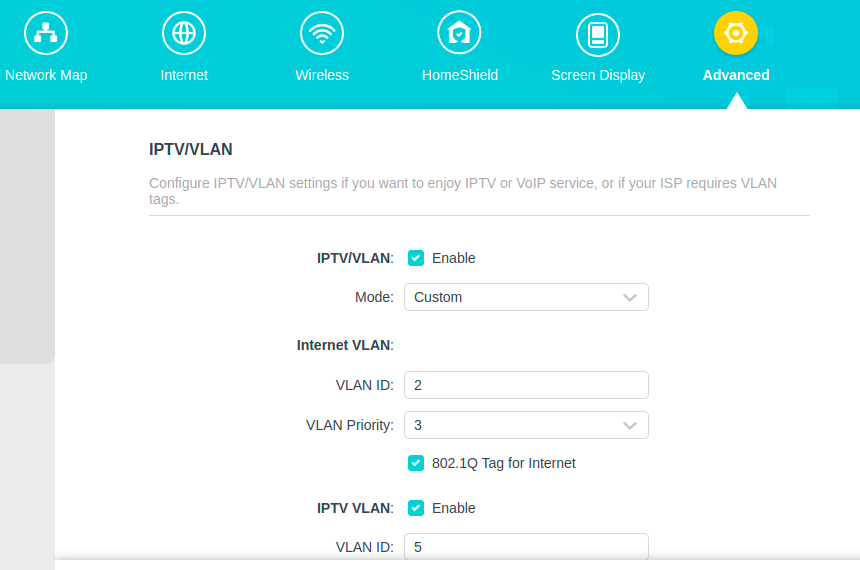 Network Map
Internet
Wireless
HomeShield
Screen Display
Advanced
IPTV/VLAN
Configure IPTV/VLAN settings if you want to enjoy IPTV or VoIP service, or if your ISP requires VLAN
tags.
IPTV/VLAN: Enable
Mode: Custom
Internet VLAN:
VLAN ID: 2
VLAN Priority: 3
802.1Q Tag for Internet
IPTV VLAN: Enable
VLAN ID: 5